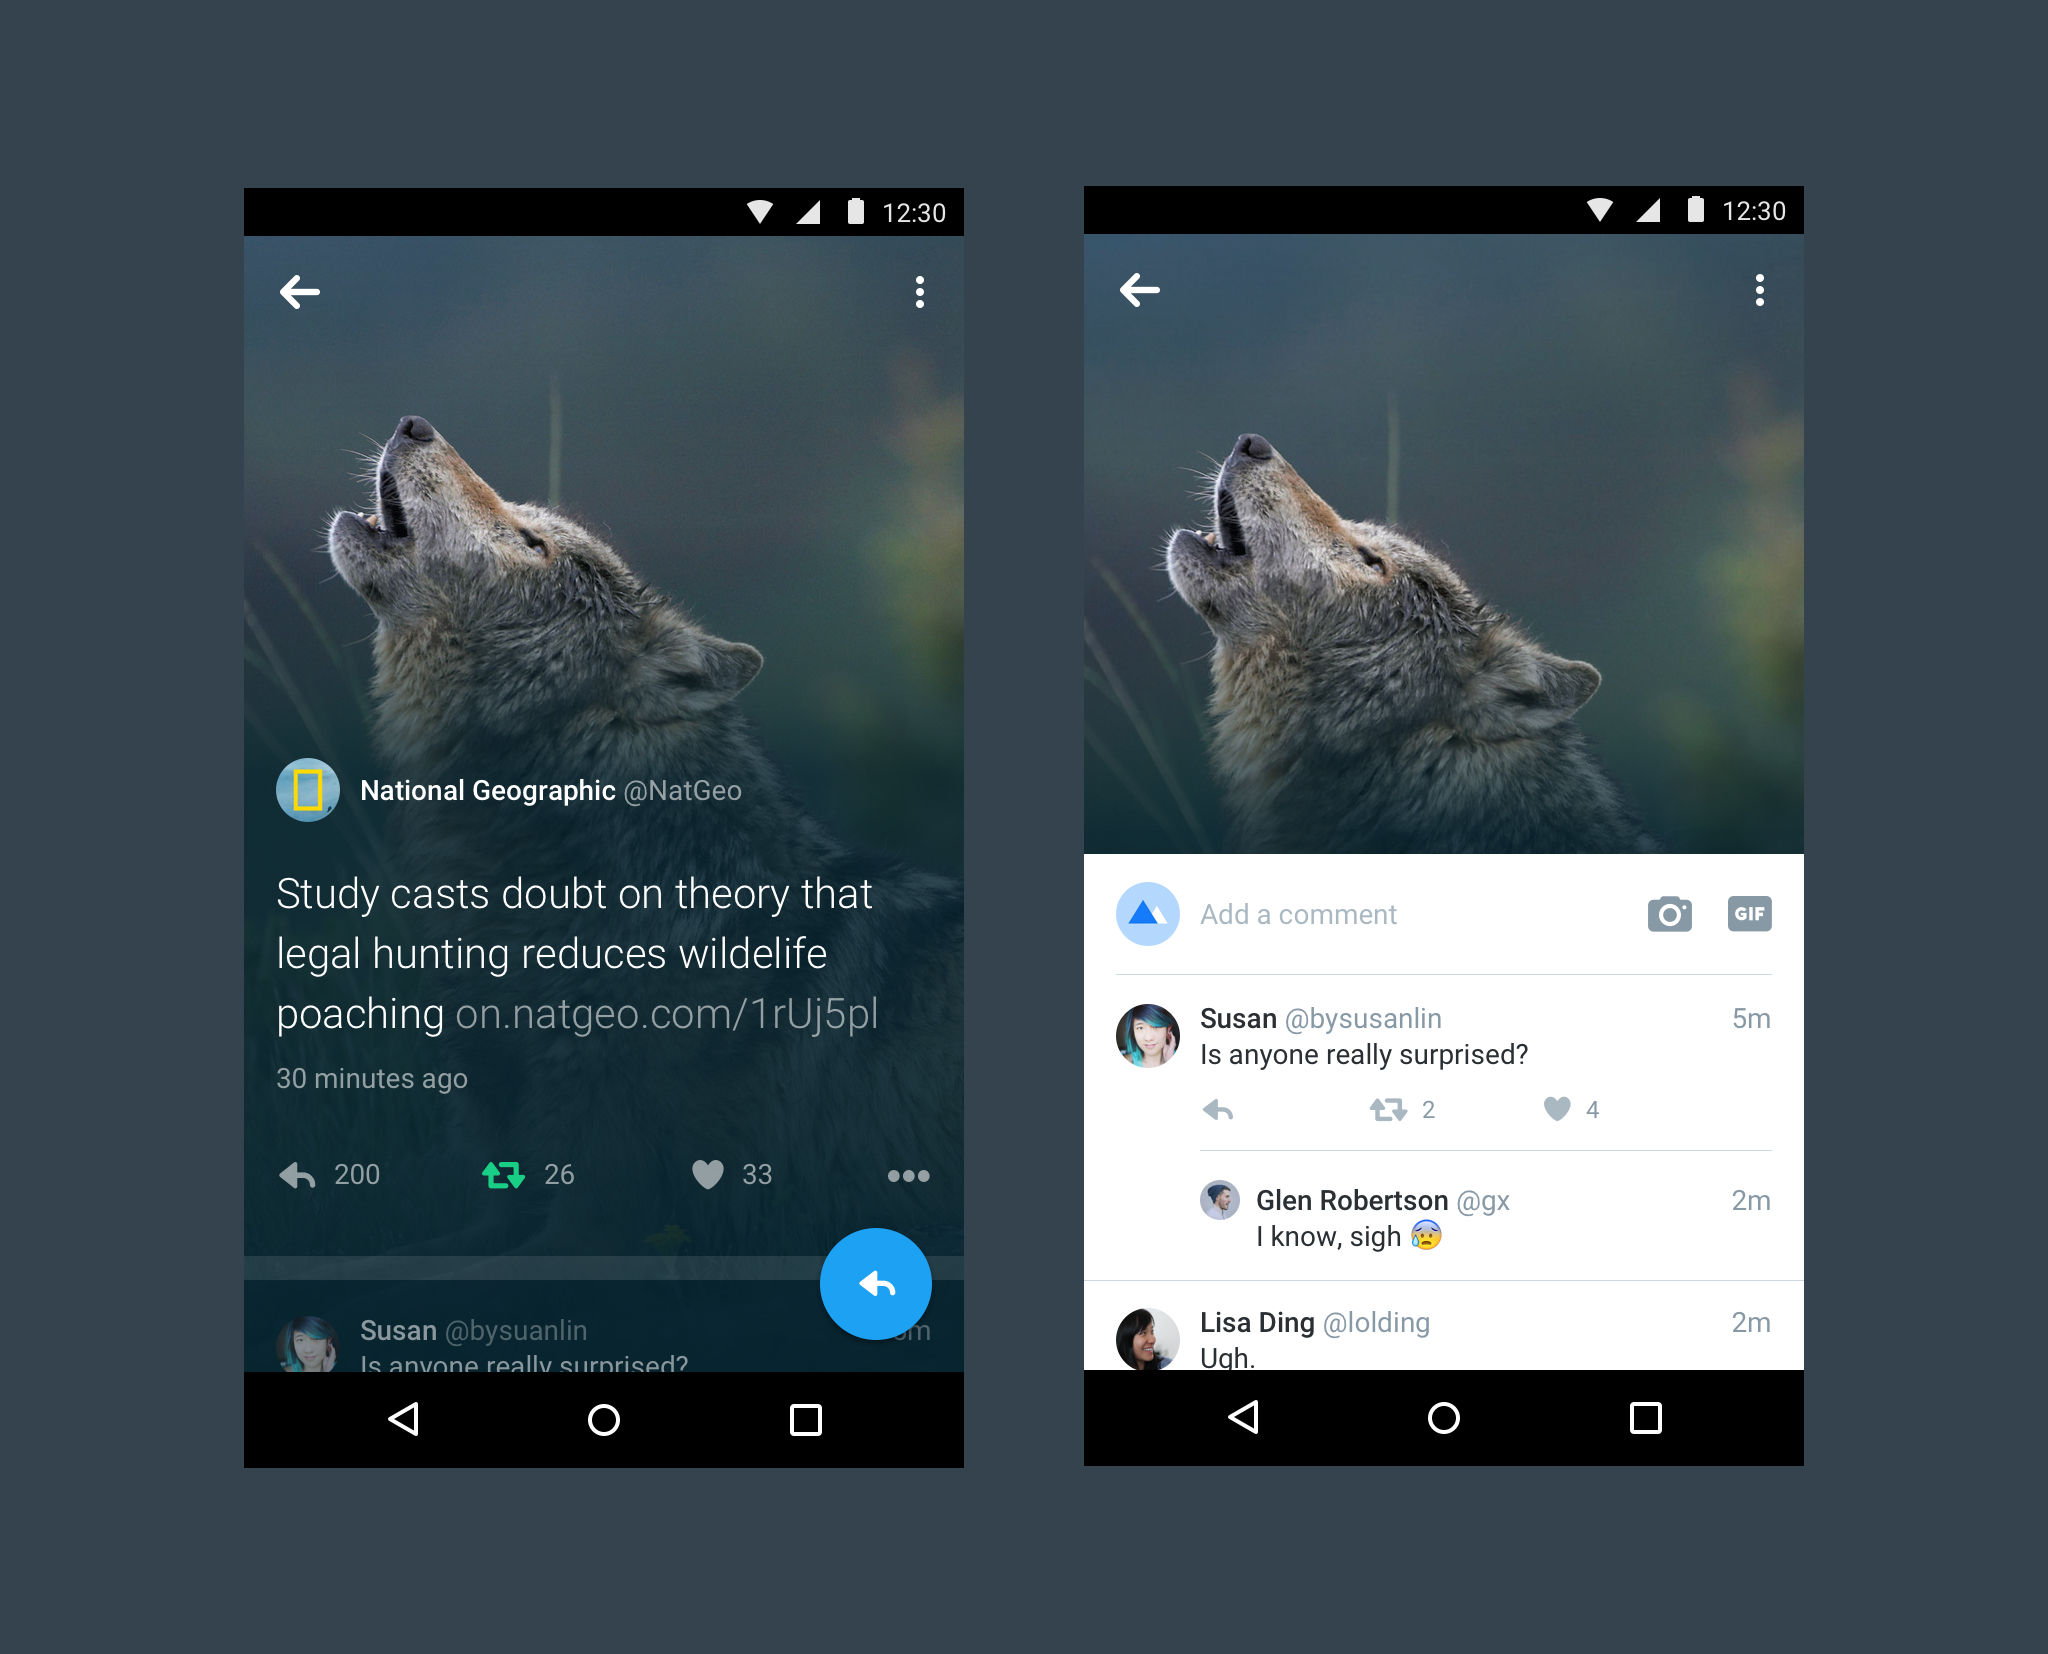 12:30
National Geographic @NatGeo
Study casts doubt on theory that
legal hunting reduces wildelife
poaching on.natgeo.com/1rUj5pl
30 minutes ago
200 26 33
Susan @bysuanlin
Is anyone really surprised?
12:30
Add a comment GIF
Susan @bysusanlin 5m
Is anyone really surprised?
2 4
Glen Robertson @gx 2m
I know, sigh 😰
Lisa Ding @lolding 2m
Ugh.